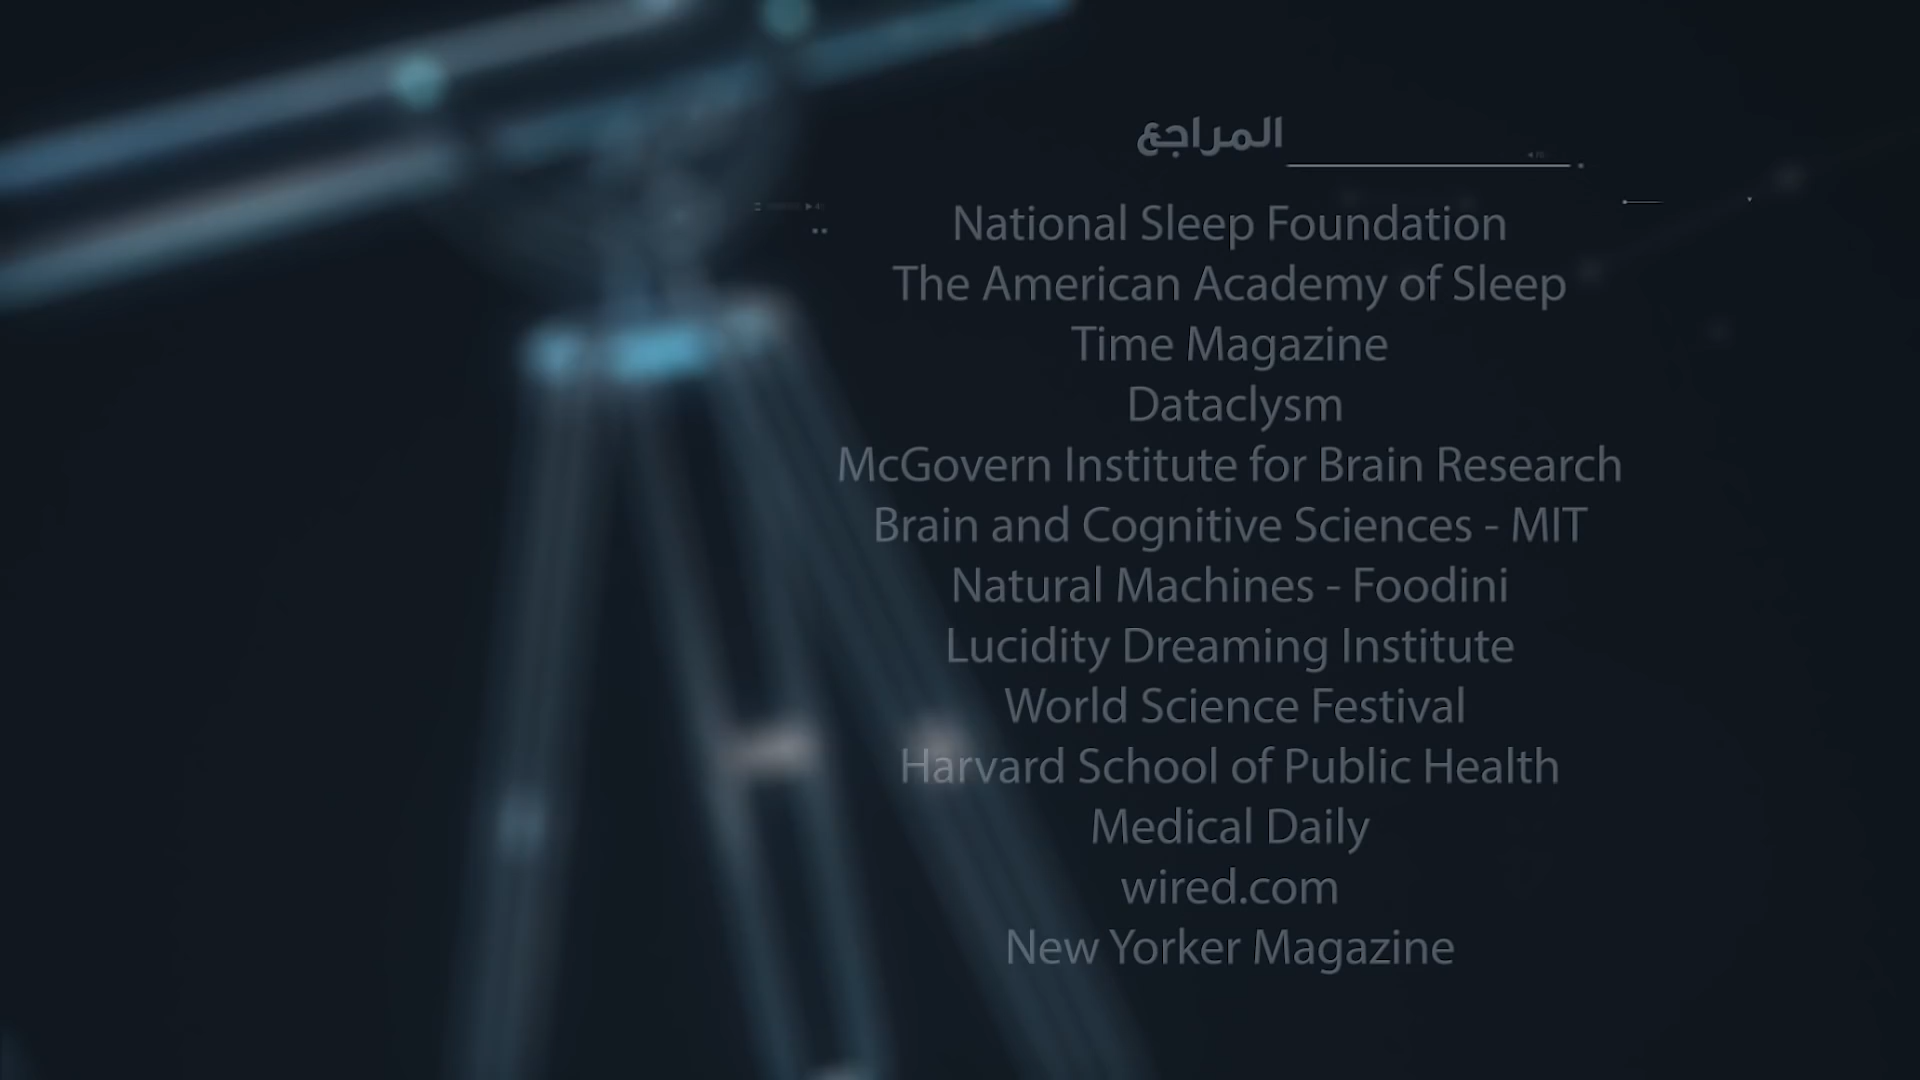 المراجع
National Sleep Foundation
The American Academy of Sleep
Time Magazine
Dataclysm
McGovern Institute for Brain Research
Brain and Cognitive Sciences - MIT
Natural Machines - Foodini
Lucidity Dreaming Institute
World Science Festival
Harvard School of Public Health
Medical Daily
wired.com
New Yorker Magazine